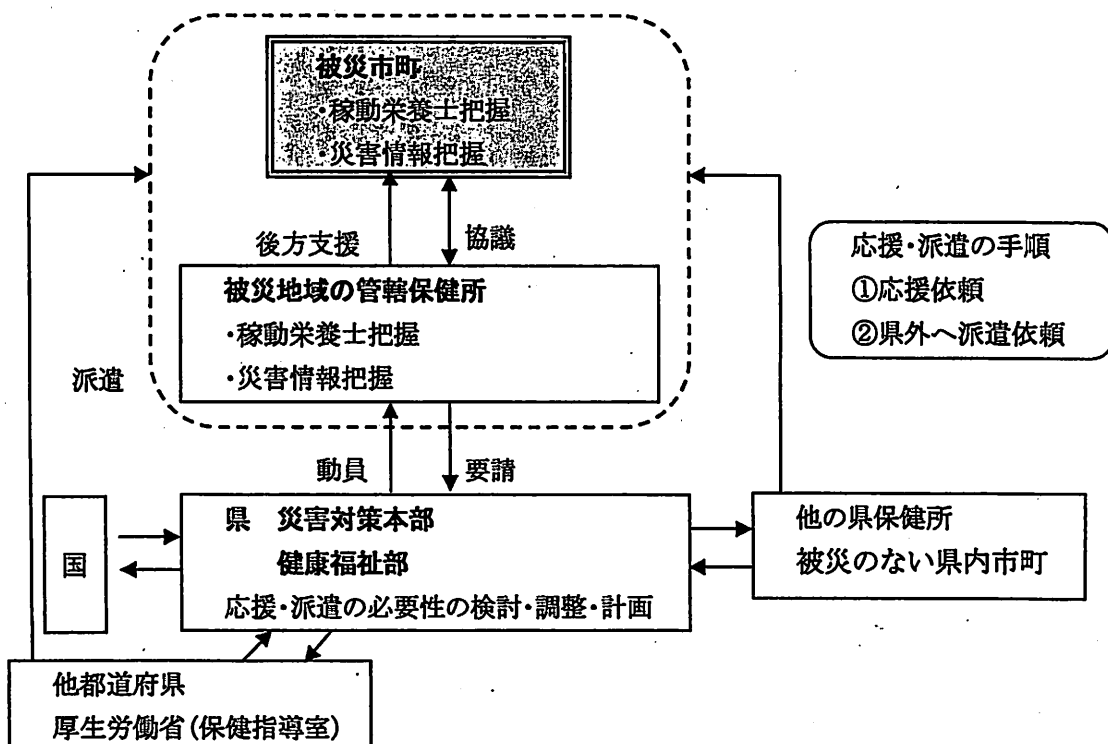 被災市町
・稼動栄養士把握
・災害情報把握
後方支援
協議
被災地域の管轄保健所
・稼動栄養士把握
・災害情報把握
応援・派遣の手順
①応援依頼
②県外へ派遣依頼
派遣
動員
要請
国
県 災害対策本部
健康福祉部
応援・派遣の必要性の検討・調整・計画
他の県保健所
被災のない県内市町
他都道府県
厚生労働省(保健指導室)